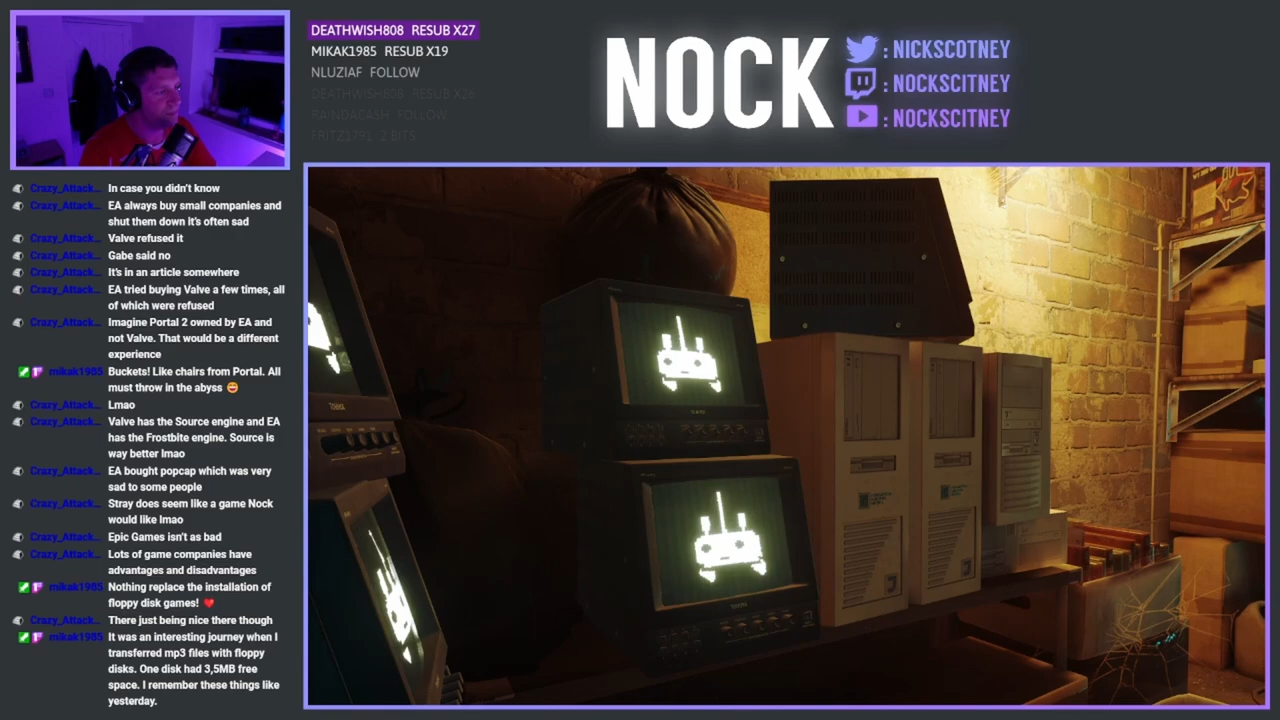 DEATHWISH808 RESUB X27
MIKAK1985 RESUB X19
NLUZIAF FOLLOW
DEATHWISH808 RESUB X26
RAINDACASH FOLLOW
FRITZ1791 2 BITS
NOCK
: NICKSCOTNEY
: NOCKSCITNEY
: NOCKSCITNEY
Crazy_Attack... In case you didn't know
Crazy_Attack... EA always buy small companies and
shut them down it's often sad
Crazy_Attack... Valve refused it
Crazy_Attack... Gabe said no
Crazy_Attack... It's in an article somewhere
Crazy_Attack... EA tried buying Valve a few times, all
of which were refused
Crazy_Attack... Imagine Portal 2 owned by EA and
not Valve. That would be a different
experience
mikak1985 Buckets! Like chairs from Portal. All
must throw in the abyss 😄
Crazy_Attack... Lmao
Crazy_Attack... Valve has the Source engine and EA
has the Frostbite engine. Source is
way better lmao
Crazy_Attack... EA bought popcap which was very
sad to some people
Crazy_Attack... Stray does seem like a game Nock
would like lmao
Crazy_Attack... Epic Games isn't as bad
Crazy_Attack... Lots of game companies have
advantages and disadvantages
mikak1985 Nothing replace the installation of
floppy disk games! ❤️
Crazy_Attack... There just being nice there though
mikak1985 It was an interesting journey when I
transferred mp3 files with floppy
disks. One disk had 3,5MB free
space. I remember these things like
yesterday.